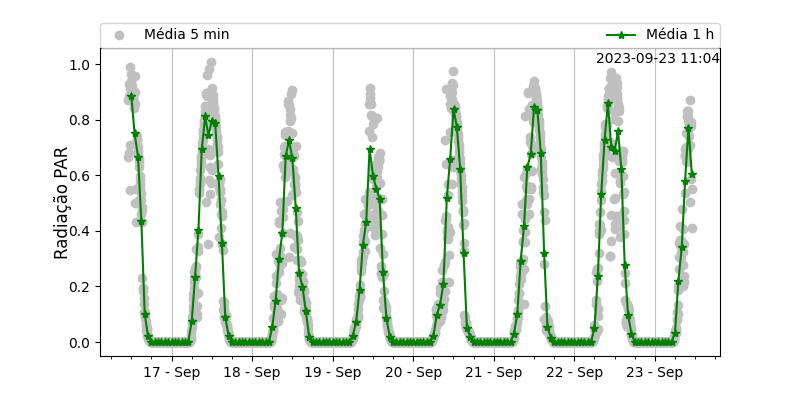 Média 5 min
Média 1 h
2023-09-23 11:04
Radiação PAR
1.0
0.8
0.6
0.4
0.2
0.0
17 - Sep
18 - Sep
19 - Sep
20 - Sep
21 - Sep
22 - Sep
23 - Sep